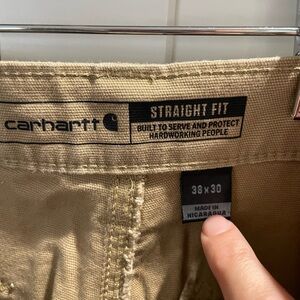 carhartt
STRAIGHT FIT
BUILT TO SERVE AND PROTECT
HARDWORKING PEOPLE
38 x 30
MADE IN
NICARAGUA